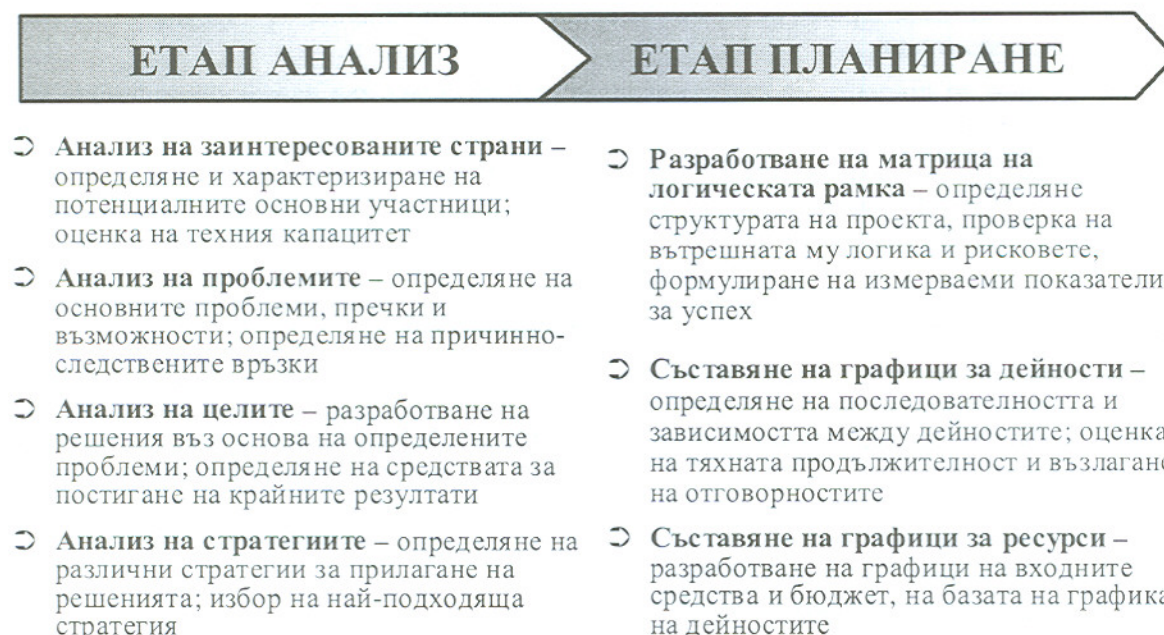 ЕТАП АНАЛИЗ
Анализ на заинтересованите страни –
определяне и характеризиране на
потенциалните основни участници;
оценка на техния капацитет
Анализ на проблемите – определяне на
основните проблеми, пречки и
възможности; определяне на причинно-
следствените връзки
Анализ на целите – разработване на
решения въз основа на определените
проблеми; определяне на средствата за
постигане на крайните резултати
Анализ на стратегиите – определяне на
различни стратегии за прилагане на
решенията; избор на най-подходяща
стратегия
ЕТАП ПЛАНИРАНЕ
Разработване на матрица на
логическата рамка – определяне
структурата на проекта, проверка на
вътрешната му логика и рисковете,
формулиране на измерваеми показатели
за успех
Съставяне на графици за дейности –
определяне на последователността и
зависимостта между дейностите; оценка
на тяхната продължителност и възлагане
на отговорностите
Съставяне на графици за ресурси –
разработване на графици на входните
средства и бюджет, на базата на графика
на дейностите